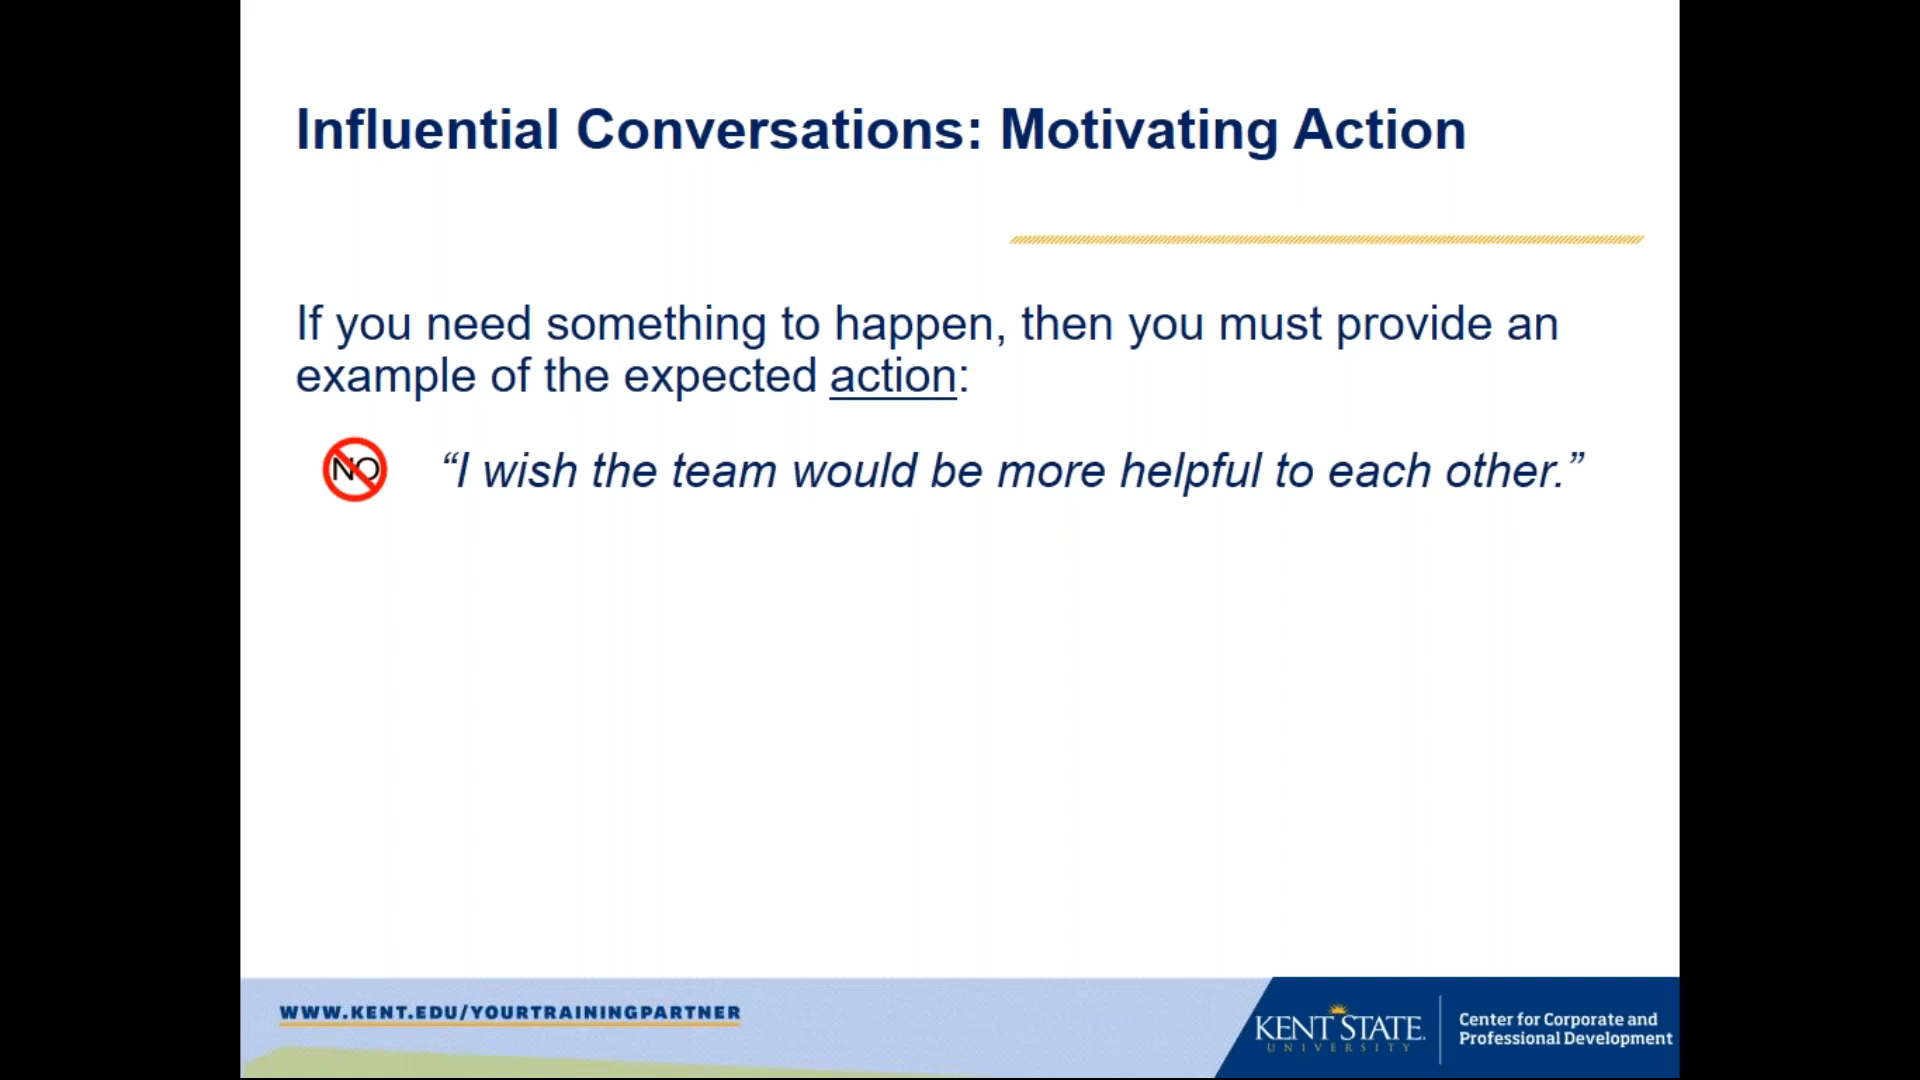 Influential Conversations: Motivating Action
If you need something to happen, then you must provide an
example of the expected action:
NO
“I wish the team would be more helpful to each other.”
WWW.KENT.EDU/YOURTRAININGPARTNER
KENT STATE
UNIVERSITY
Center for Corporate and
Professional Development